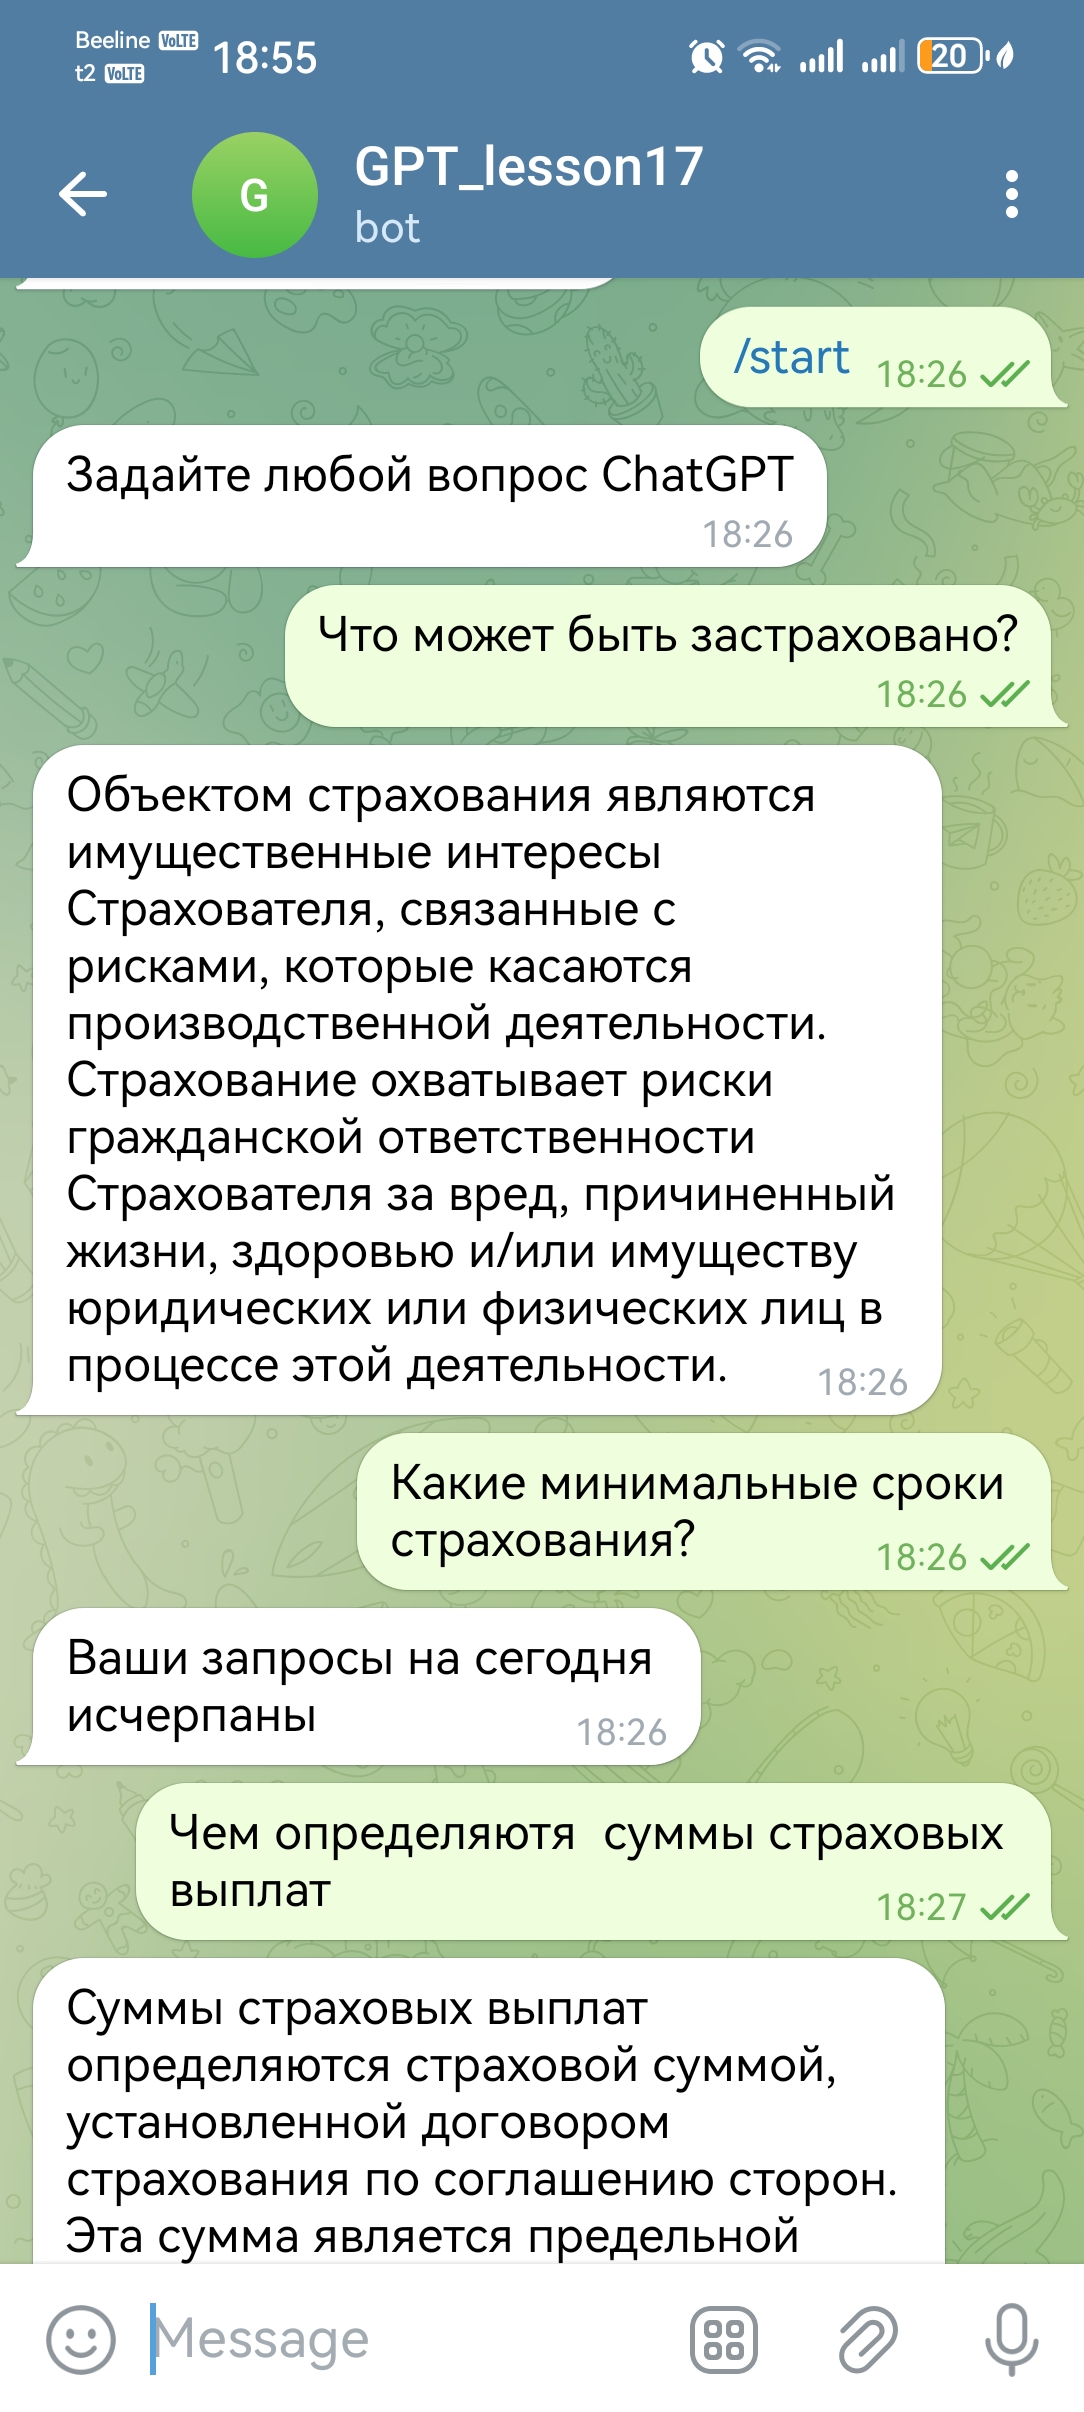 Beeline VoLTE
t2 VoLTE
18:55
20
G
GPT_lesson17
bot
/start
18:26
Задайте любой вопрос ChatGPT
18:26
Что может быть застраховано?
18:26
Объектом страхования являются
имущественные интересы
Страхователя, связанные с
рисками, которые касаются
производственной деятельности.
Страхование охватывает риски
гражданской ответственности
Страхователя за вред, причиненный
жизни, здоровью и/или имуществу
юридических или физических лиц в
процессе этой деятельности.
18:26
Какие минимальные сроки
страхования?
18:26
Ваши запросы на сегодня
исчерпаны
18:26
Чем определяютя  суммы страховых
выплат
18:27
Суммы страховых выплат
определяются страховой суммой,
установленной договором
страхования по соглашению сторон.
Эта сумма является предельной
Message